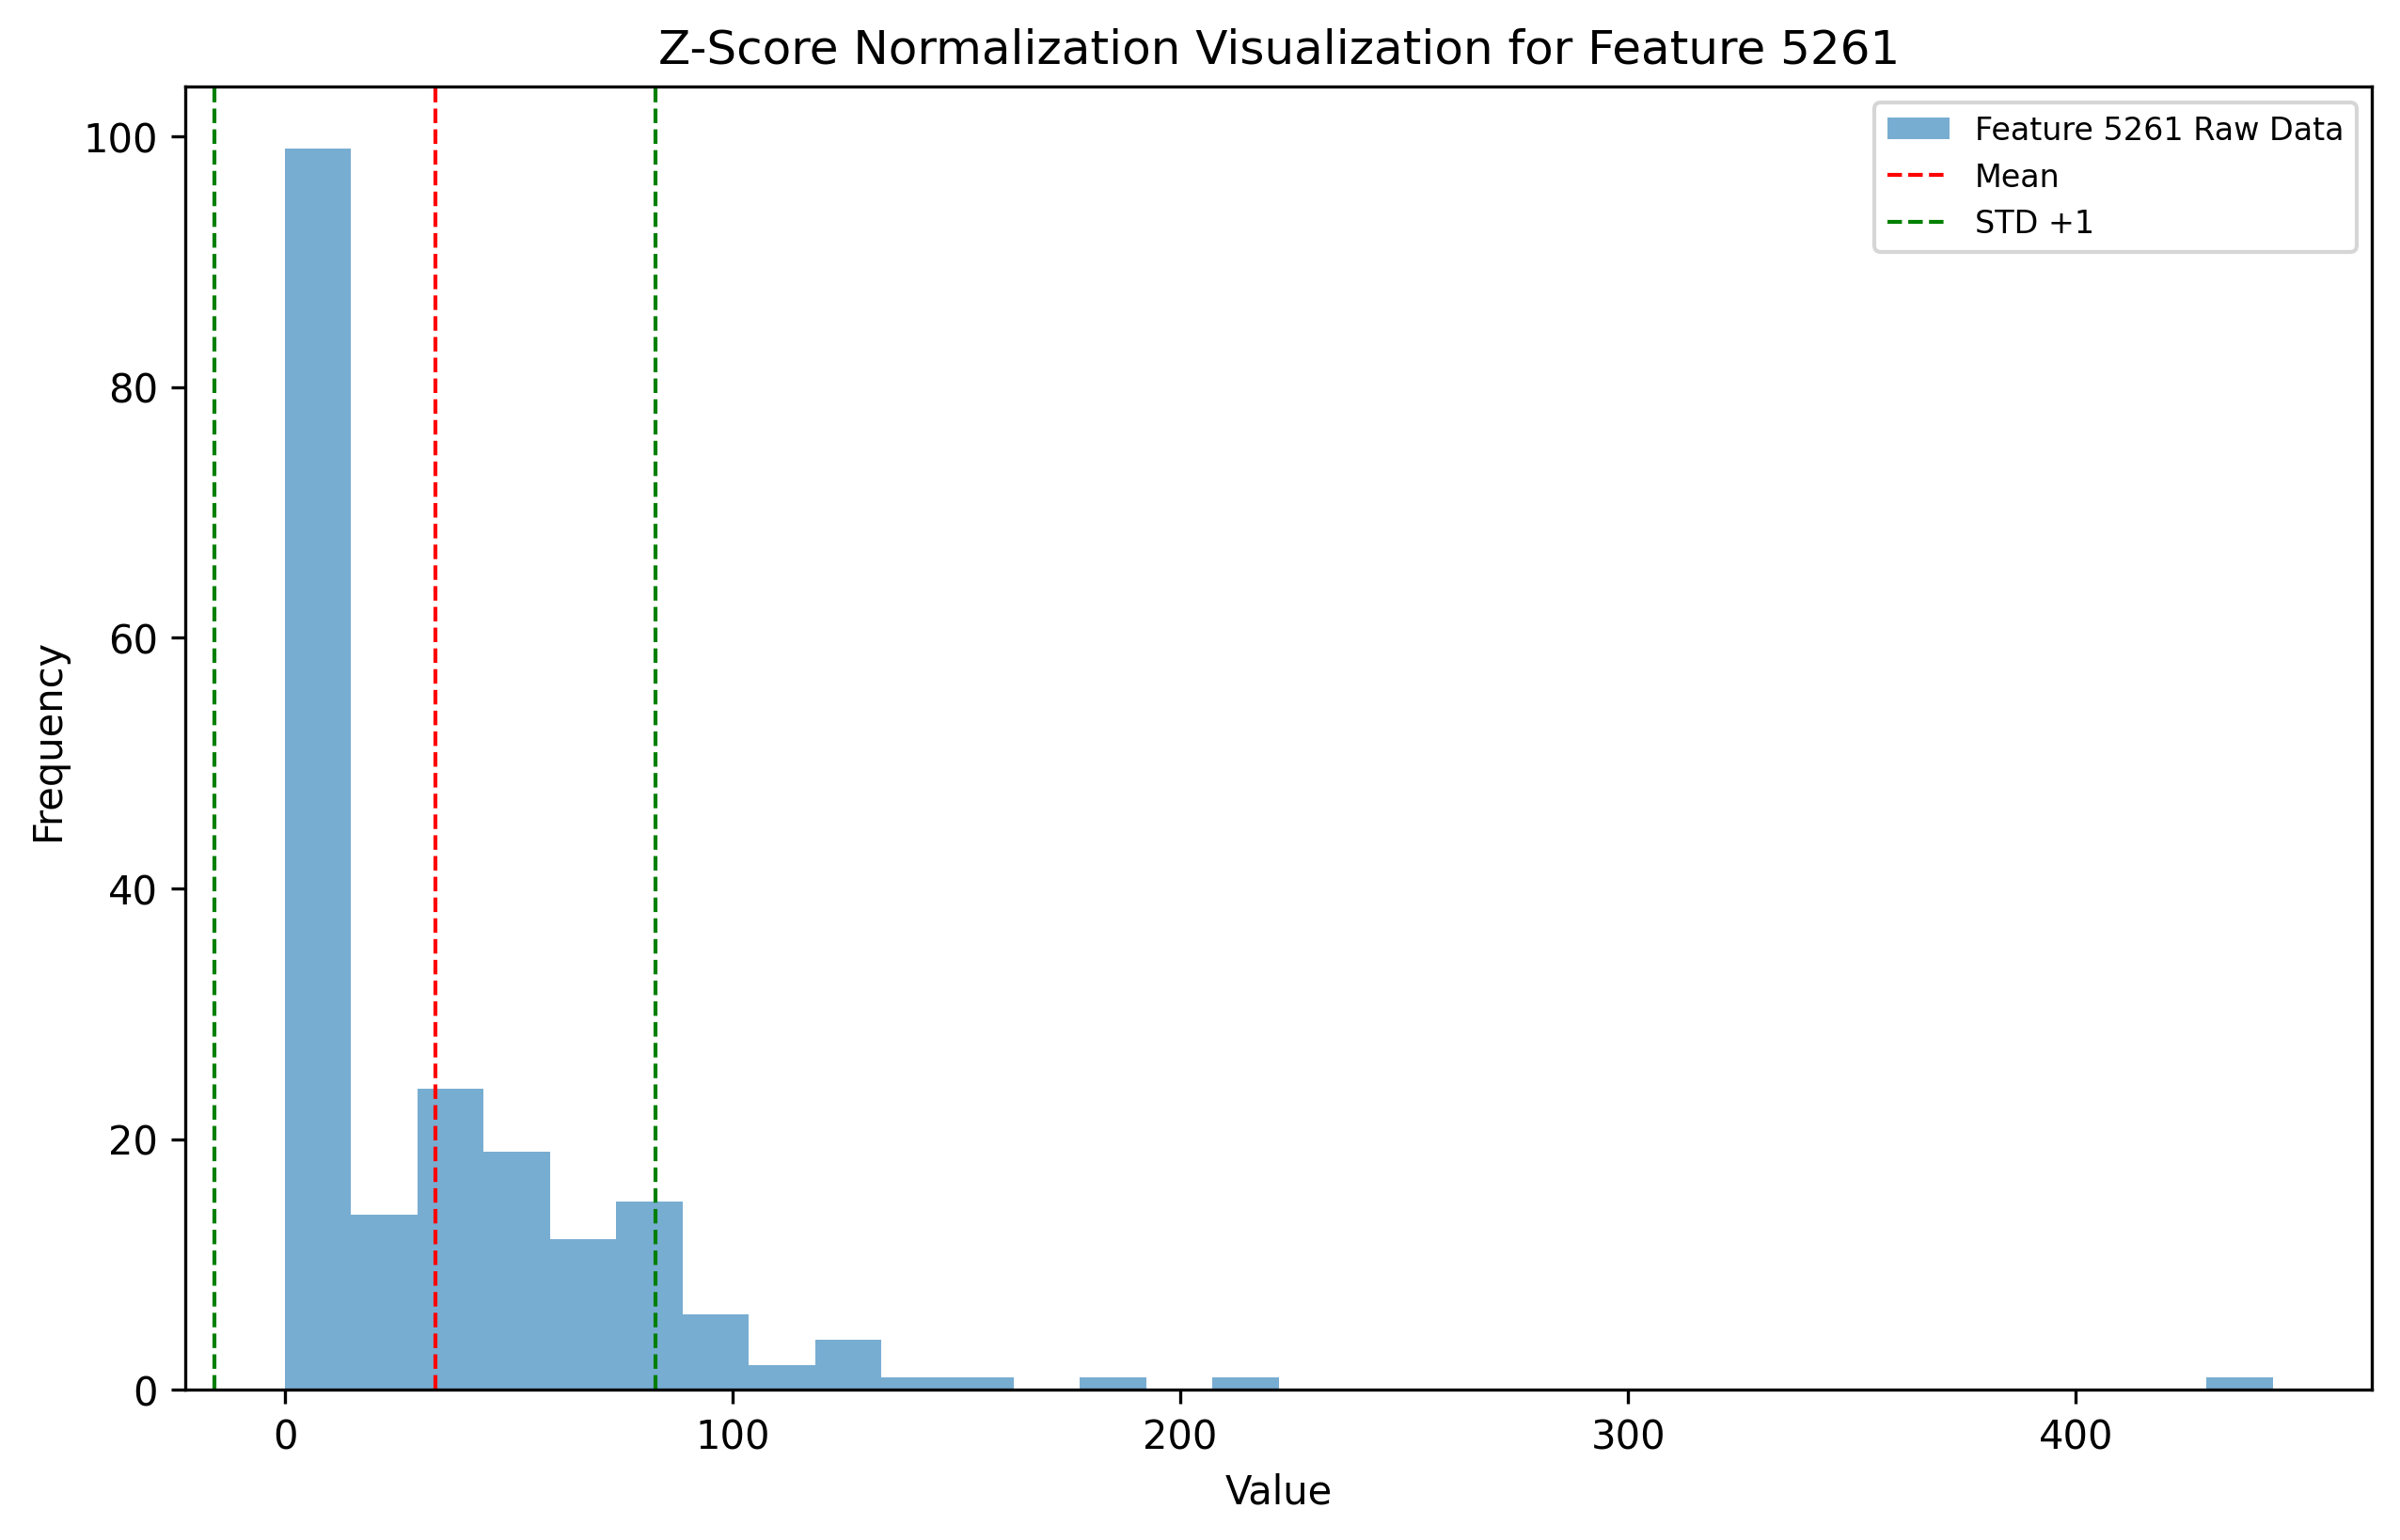 Z-Score Normalization Visualization for Feature 5261
Feature 5261 Raw Data
Mean
STD +1
100
80
60
40
20
0
Frequency
0 100 200 300 400
Value